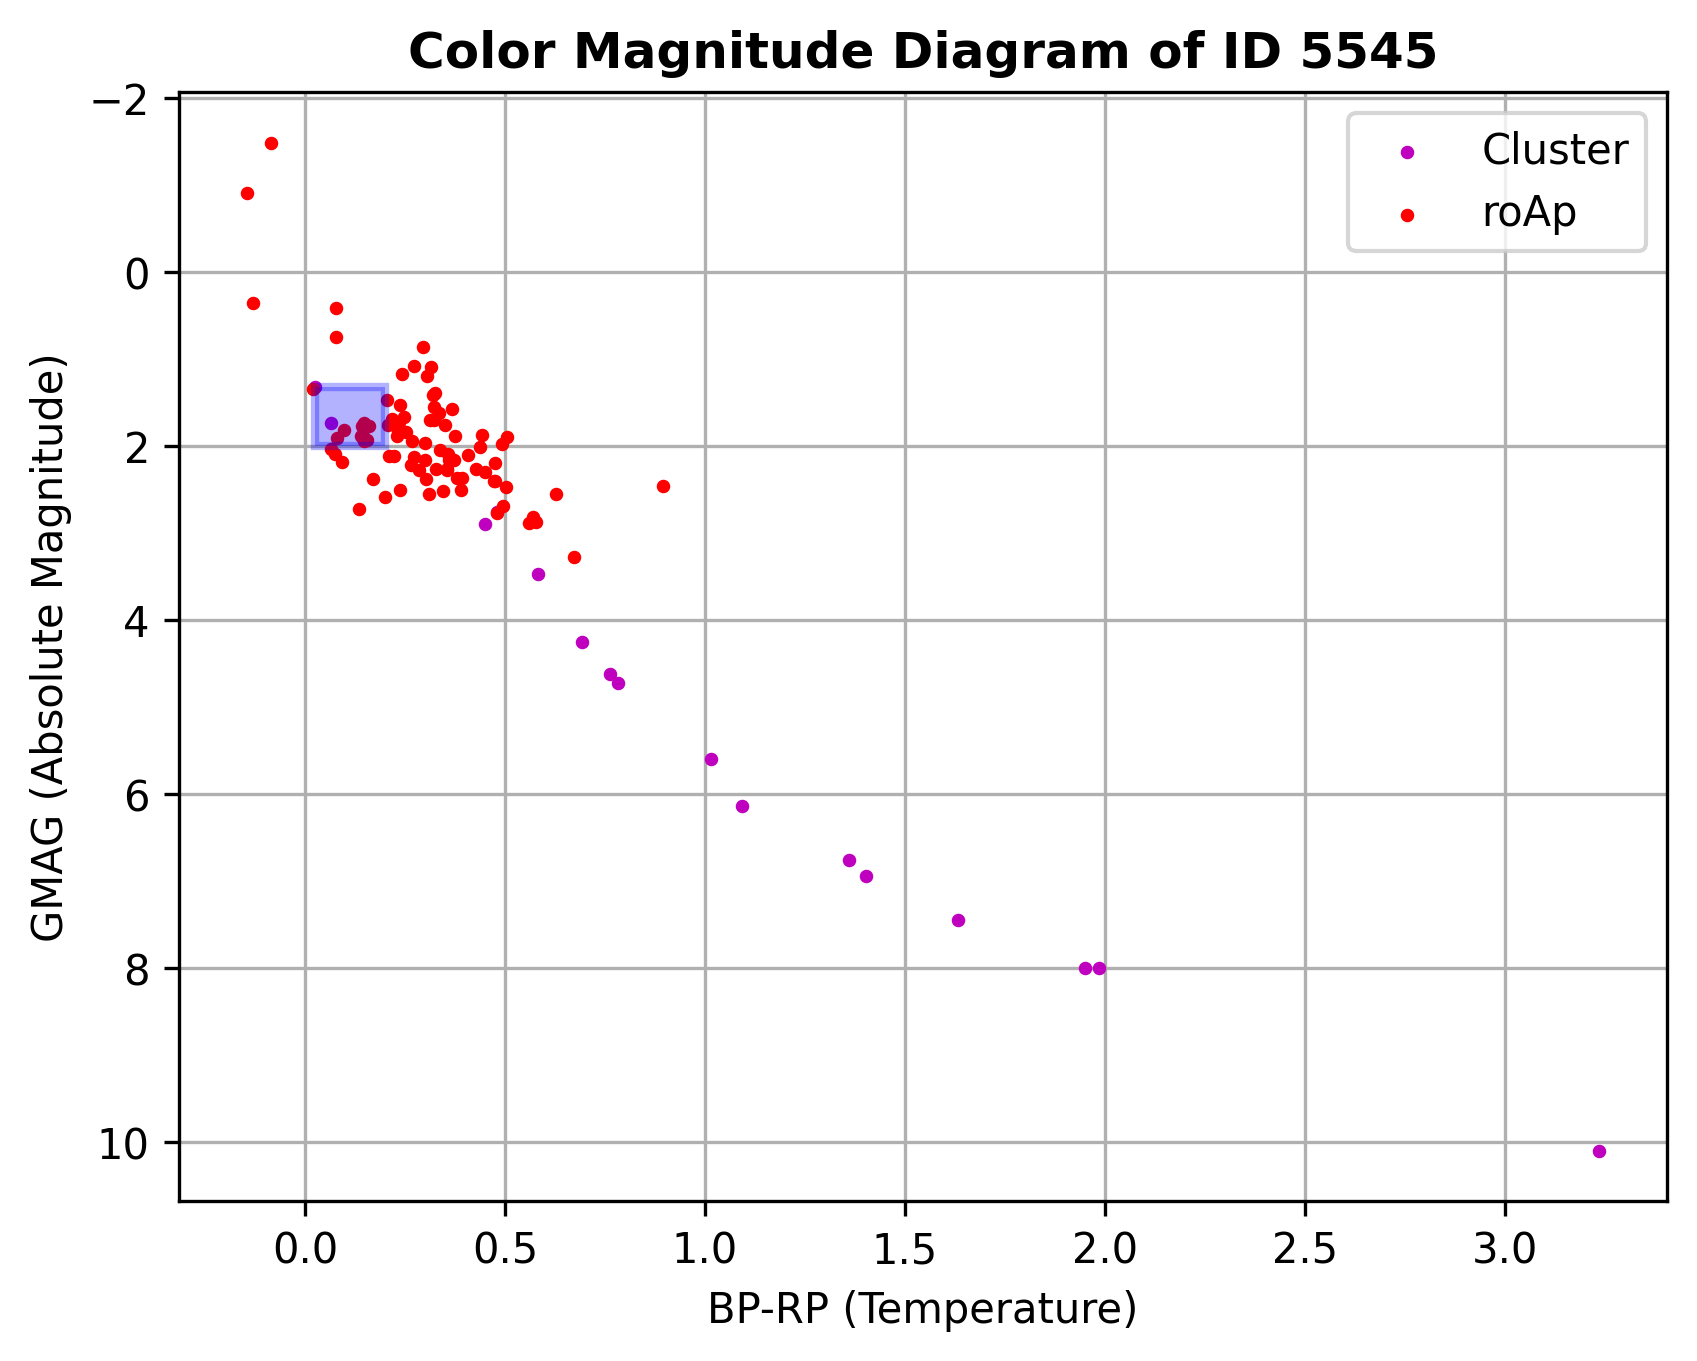 Color Magnitude Diagram of ID 5545
Cluster
roAp
GMAG (Absolute Magnitude)
−2
0
2
4
6
8
10
0.0 0.5 1.0 1.5 2.0 2.5 3.0
BP-RP (Temperature)